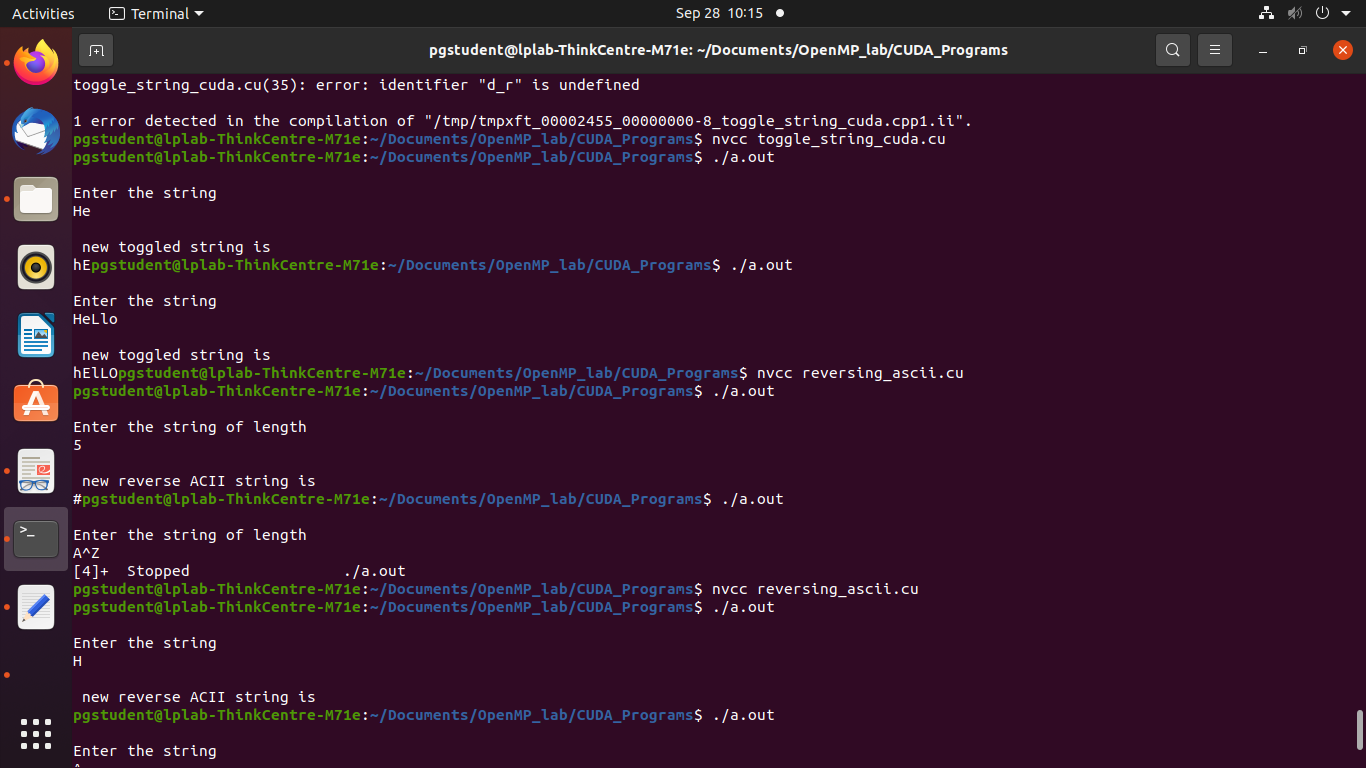 Activities Terminal Sep 28 10:15
pgstudent@lplab-ThinkCentre-M71e: ~/Documents/OpenMP_lab/CUDA_Programs
toggle_string_cuda.cu(35): error: identifier "d_r" is undefined
1 error detected in the compilation of "/tmp/tmpxft_00002455_00000000-8_toggle_string_cuda.cpp1.ii".
pgstudent@lplab-ThinkCentre-M71e:~/Documents/OpenMP_lab/CUDA_Programs$ nvcc toggle_string_cuda.cu
pgstudent@lplab-ThinkCentre-M71e:~/Documents/OpenMP_lab/CUDA_Programs$ ./a.out
Enter the string
He
new toggled string is
hEpgstudent@lplab-ThinkCentre-M71e:~/Documents/OpenMP_lab/CUDA_Programs$ ./a.out
Enter the string
HeLlo
new toggled string is
hElLOpgstudent@lplab-ThinkCentre-M71e:~/Documents/OpenMP_lab/CUDA_Programs$ nvcc reversing_ascii.cu
pgstudent@lplab-ThinkCentre-M71e:~/Documents/OpenMP_lab/CUDA_Programs$ ./a.out
Enter the string of length
5
new reverse ACII string is
#pgstudent@lplab-ThinkCentre-M71e:~/Documents/OpenMP_lab/CUDA_Programs$ ./a.out
Enter the string of length
A^Z
[4]+  Stopped                 ./a.out
pgstudent@lplab-ThinkCentre-M71e:~/Documents/OpenMP_lab/CUDA_Programs$ nvcc reversing_ascii.cu
pgstudent@lplab-ThinkCentre-M71e:~/Documents/OpenMP_lab/CUDA_Programs$ ./a.out
Enter the string
H
new reverse ACII string is
pgstudent@lplab-ThinkCentre-M71e:~/Documents/OpenMP_lab/CUDA_Programs$ ./a.out
Enter the string